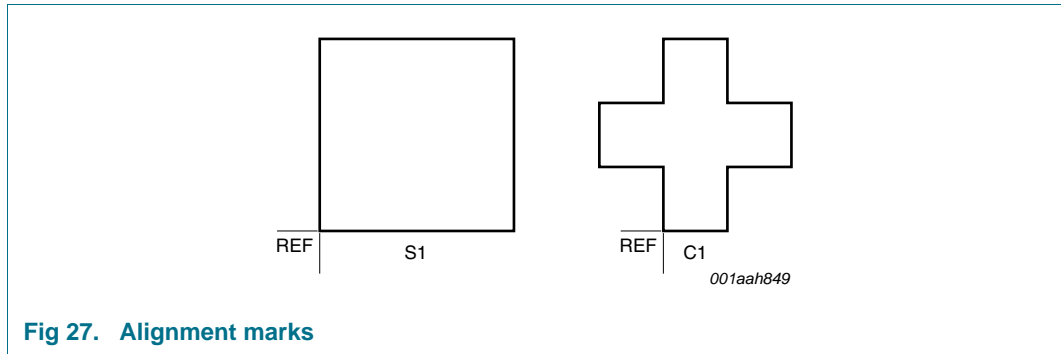 REF
S1
REF
C1
001aah849
Fig 27. Alignment marks